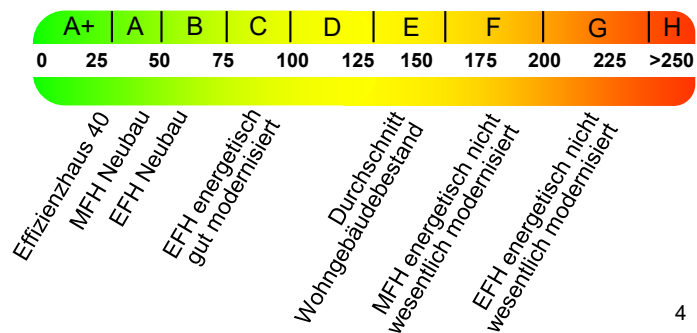 A+ A B C D E F G H
0 25 50 75 100 125 150 175 200 225 >250
Effizienzhaus 40
MFH Neubau
EFH Neubau
EFH energetisch
gut modernisiert
Durchschnitt
Wohngebäudebestand
MFH energetisch nicht
wesentlich modernisiert
EFH energetisch nicht
wesentlich modernisiert
4